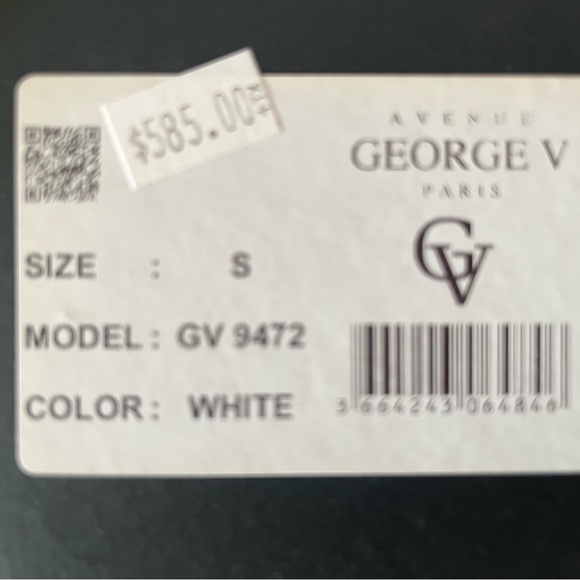 $585.00
AVENUE
GEORGE V
PARIS
GV
SIZE : S
MODEL : GV 9472
COLOR : WHITE
3 664243 064846